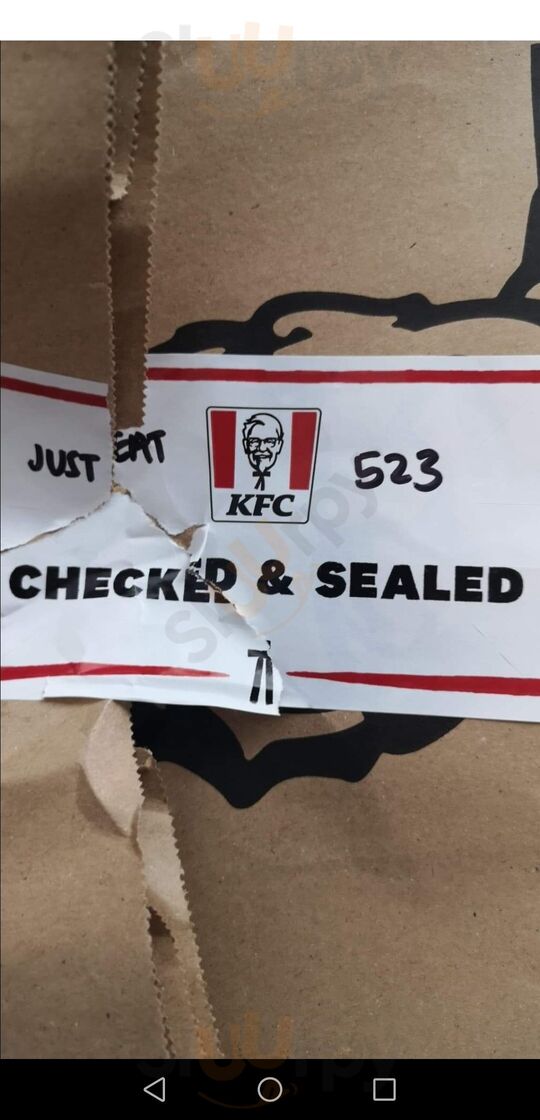 JUST EAT
523
KFC
CHECKED & SEALED